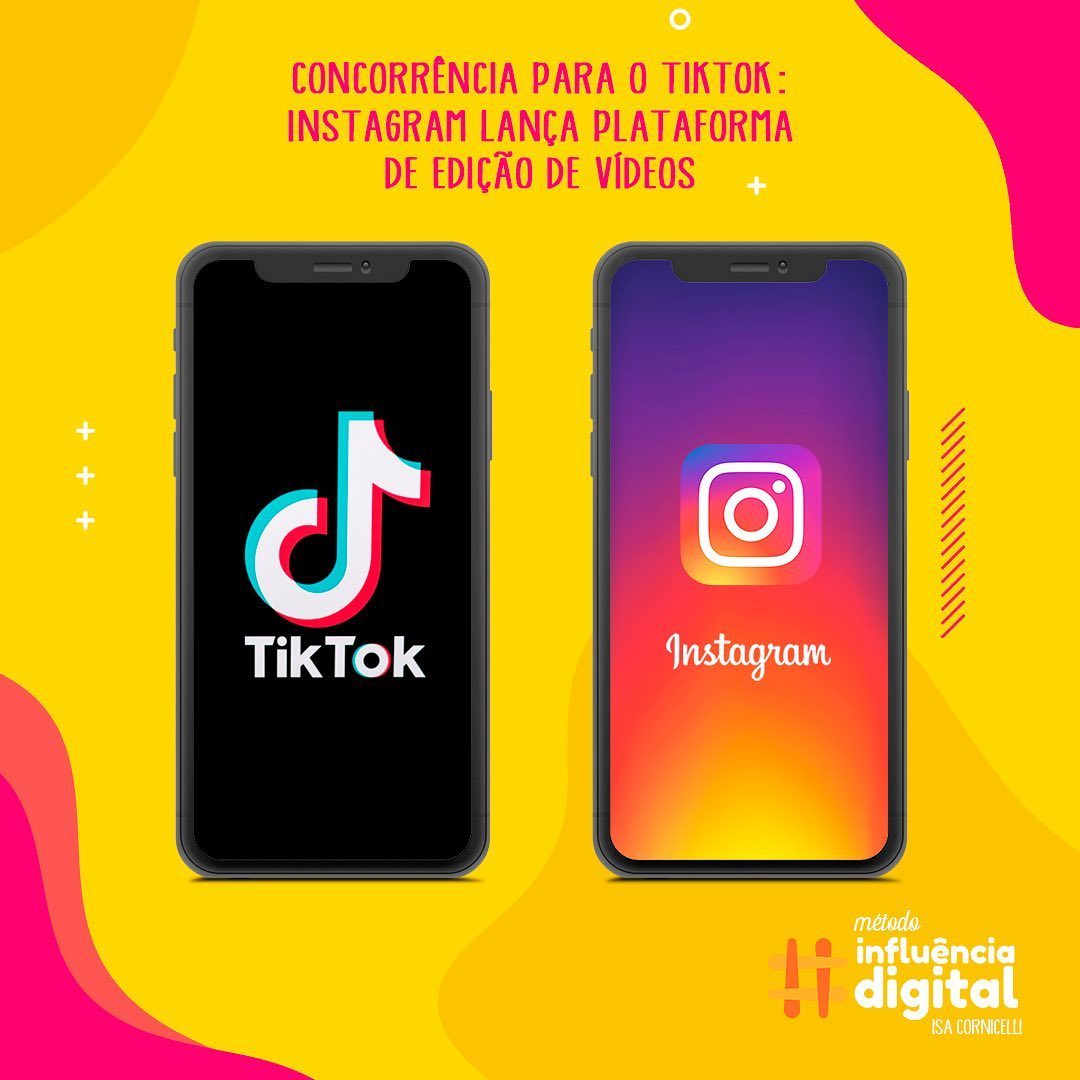 CONCORRÊNCIA PARA O TIKTOK:
INSTAGRAM LANÇA PLATAFORMA
DE EDIÇÃO DE VÍDEOS
TikTok
Instagram
método
influência
digital
ISA CORNICELLI